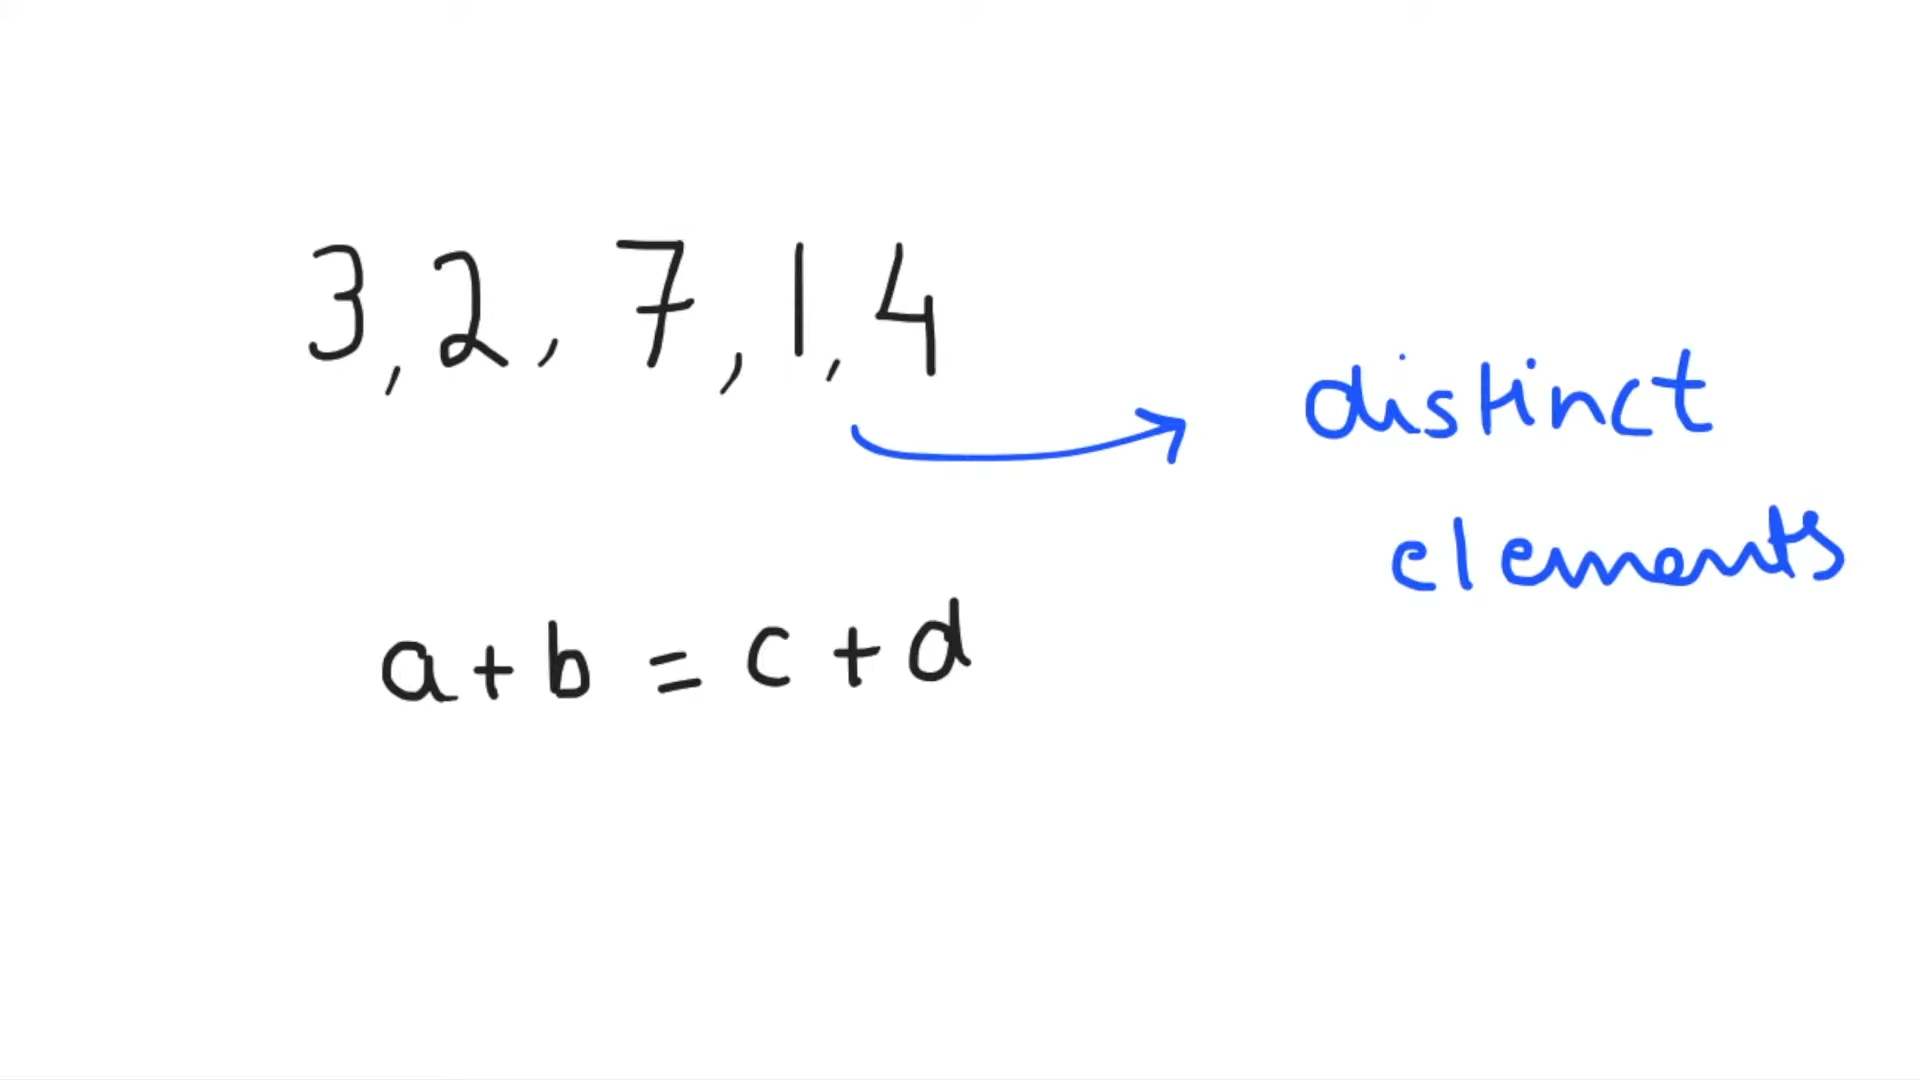 3, 2, 7, 1, 4
distinct
elements
a + b = c + d